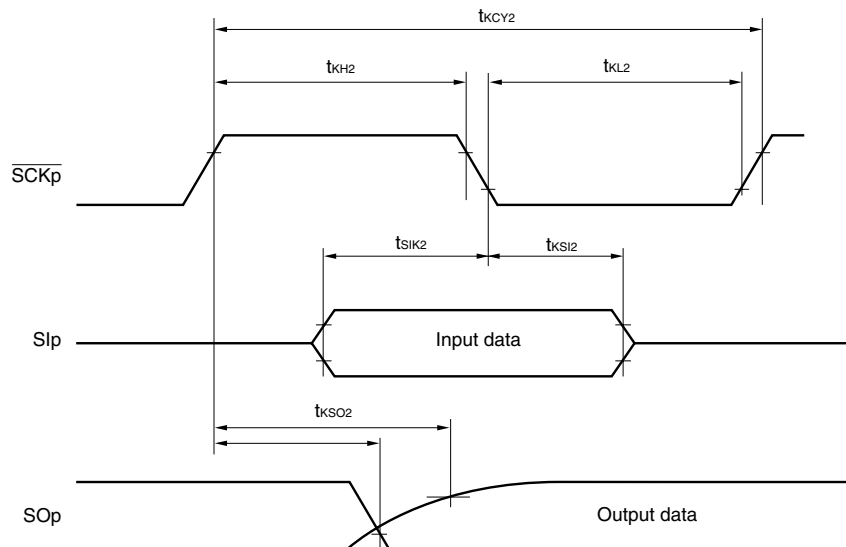 tKCY2
tKH2
tKL2
SCKp
tSIK2
tKSI2
SIp
Input data
tKSO2
SOp
Output data